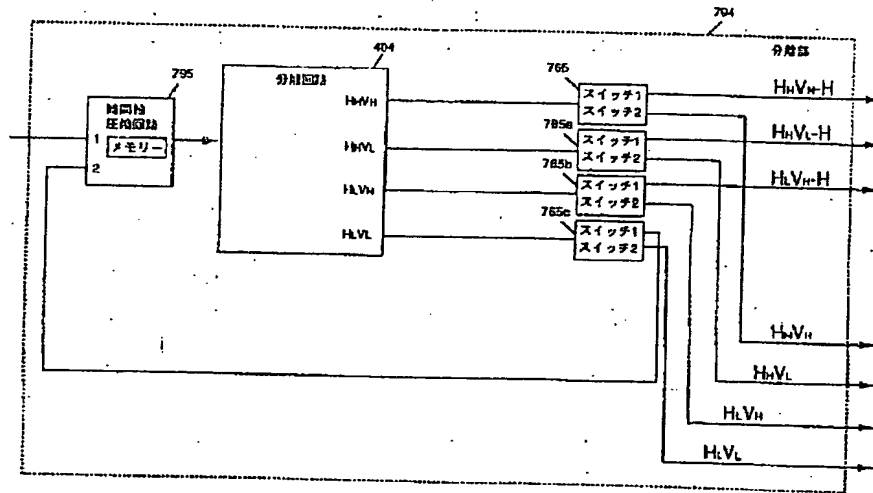 794
分離部
795
時間軸
圧縮回路
メモリー
1
2
404
分離回路
HHVH
HHVL
HLVH
HLVL
765
スイッチ1
スイッチ2
765a
スイッチ1
スイッチ2
765b
スイッチ1
スイッチ2
765c
スイッチ1
スイッチ2
HHVH-H
HHVL-H
HLVH-H
HHVH
HHVL
HLVH
HLVL